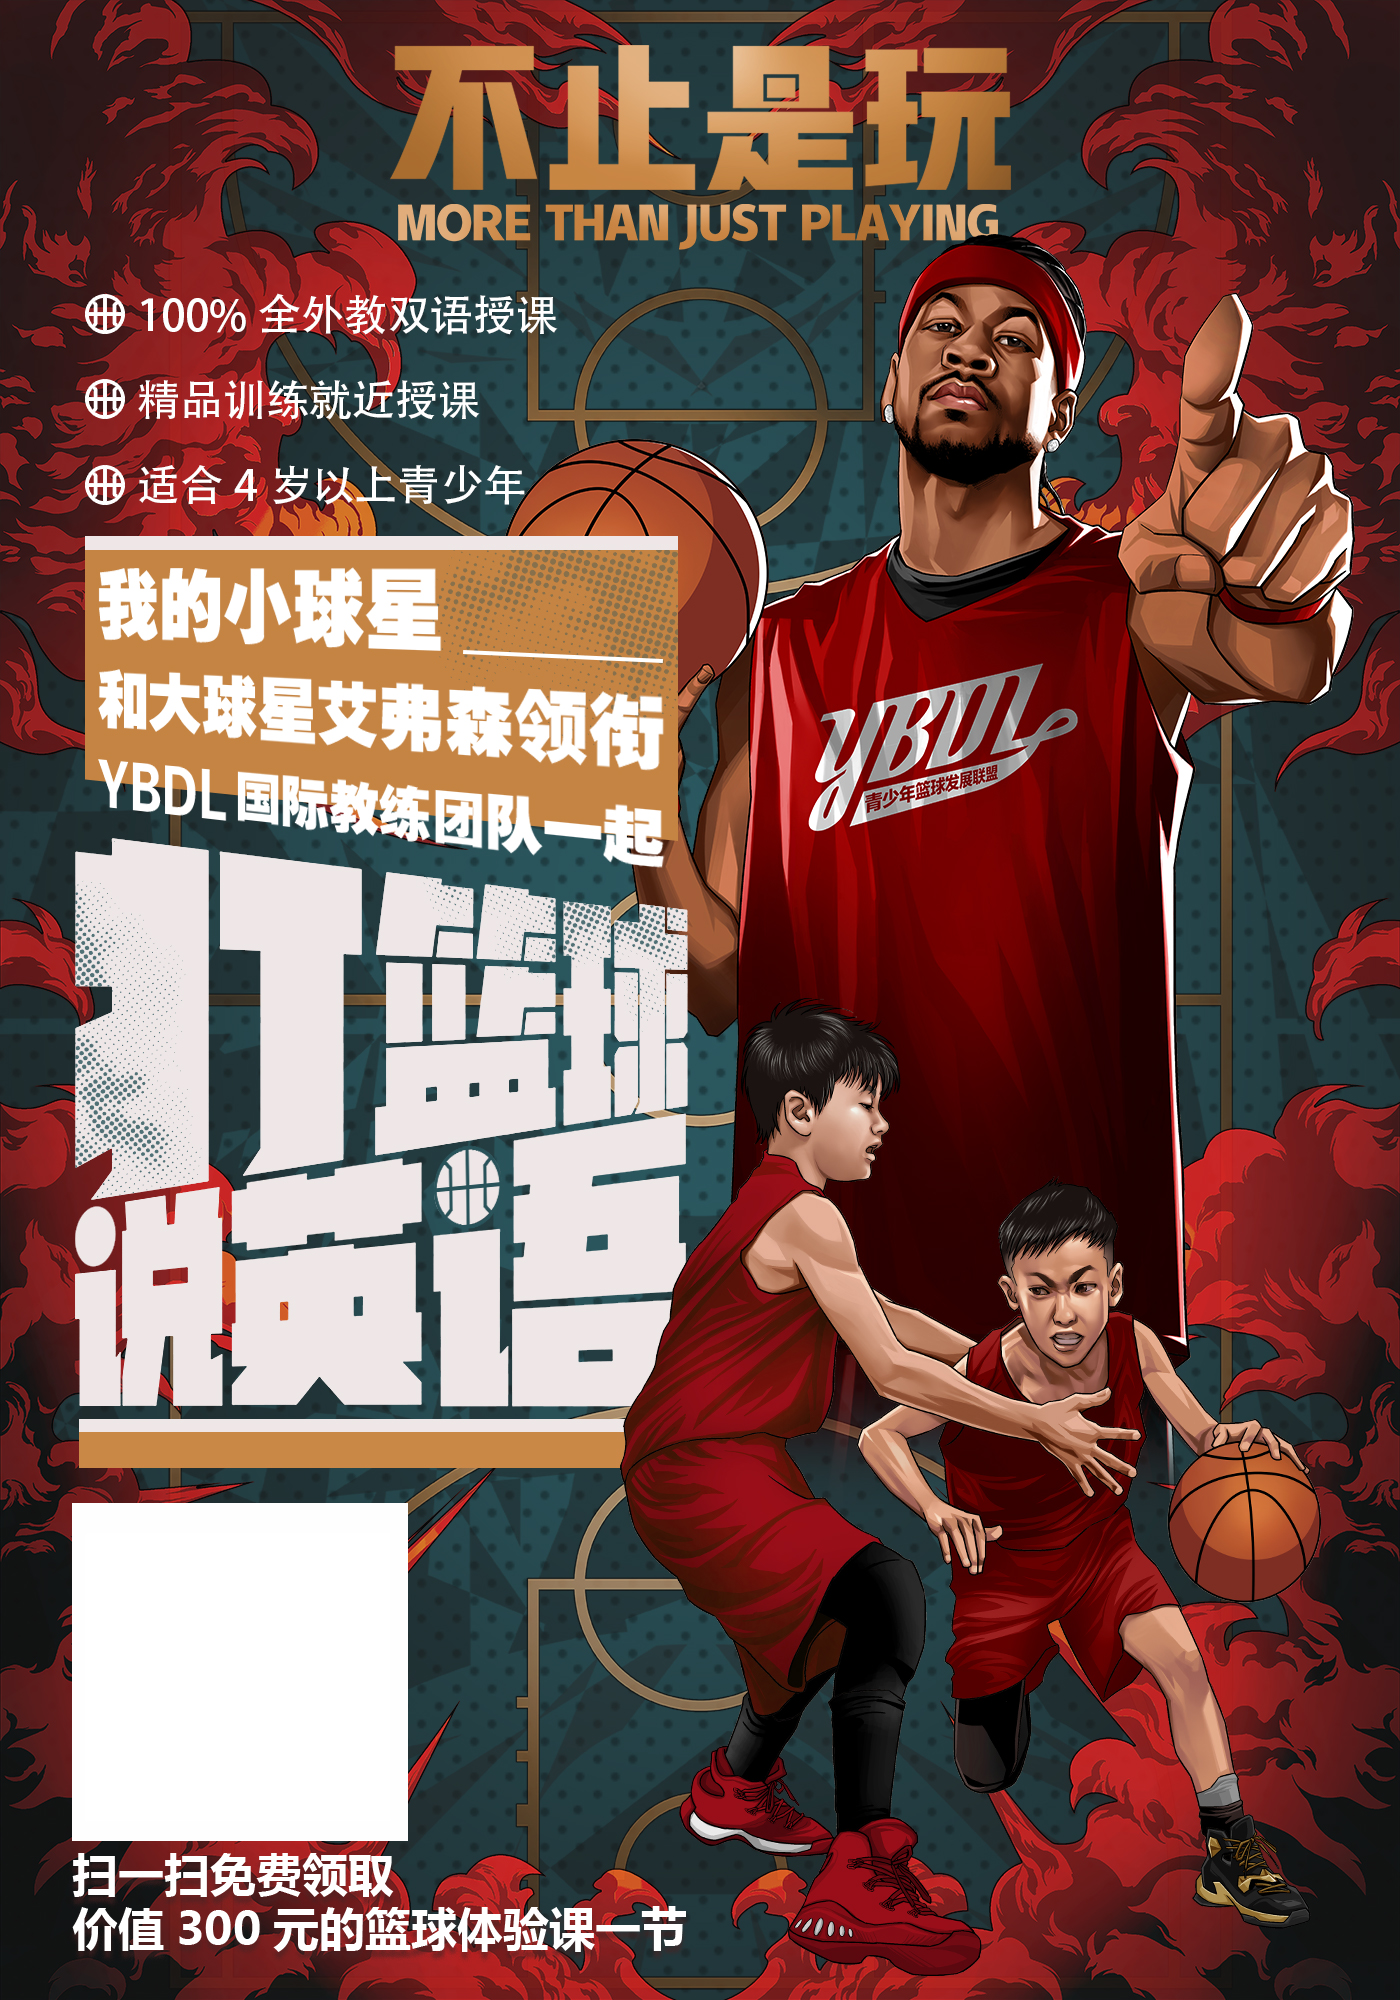 不止是玩
MORE THAN JUST PLAYING
100% 全外教双语授课
精品训练就近授课
适合 4 岁以上青少年
我的小球星
和大球星艾弗森领衔
YBDL 国际教练团队一起
打篮球
说英语
YBDL
青少年篮球发展联盟
扫一扫免费领取
价值 300 元的篮球体验课一节